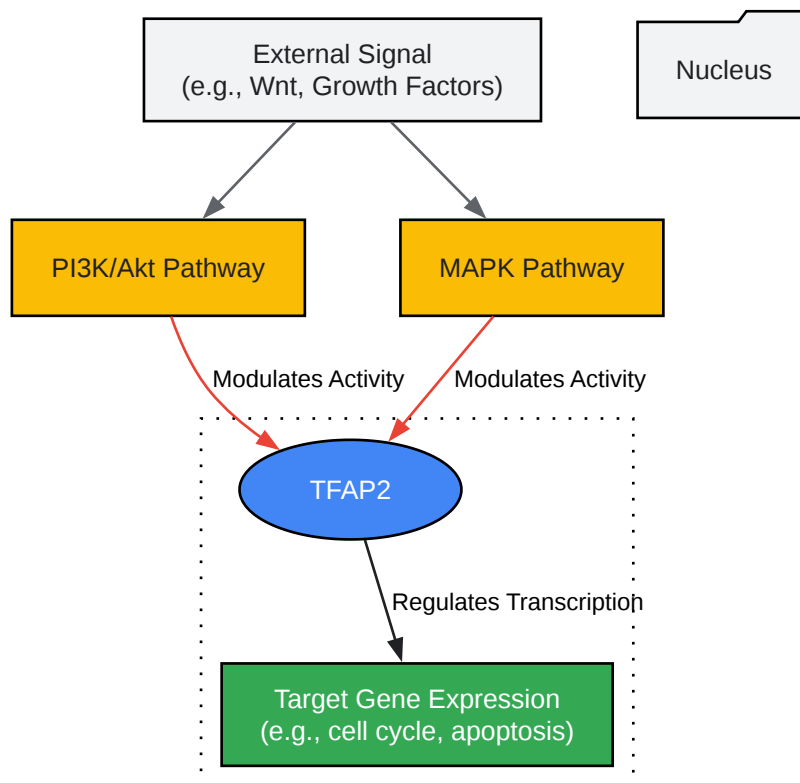 External Signal
(e.g., Wnt, Growth Factors)
Nucleus
PI3K/Akt Pathway
MAPK Pathway
Modulates Activity
Modulates Activity
TFAP2
Regulates Transcription
Target Gene Expression
(e.g., cell cycle, apoptosis)